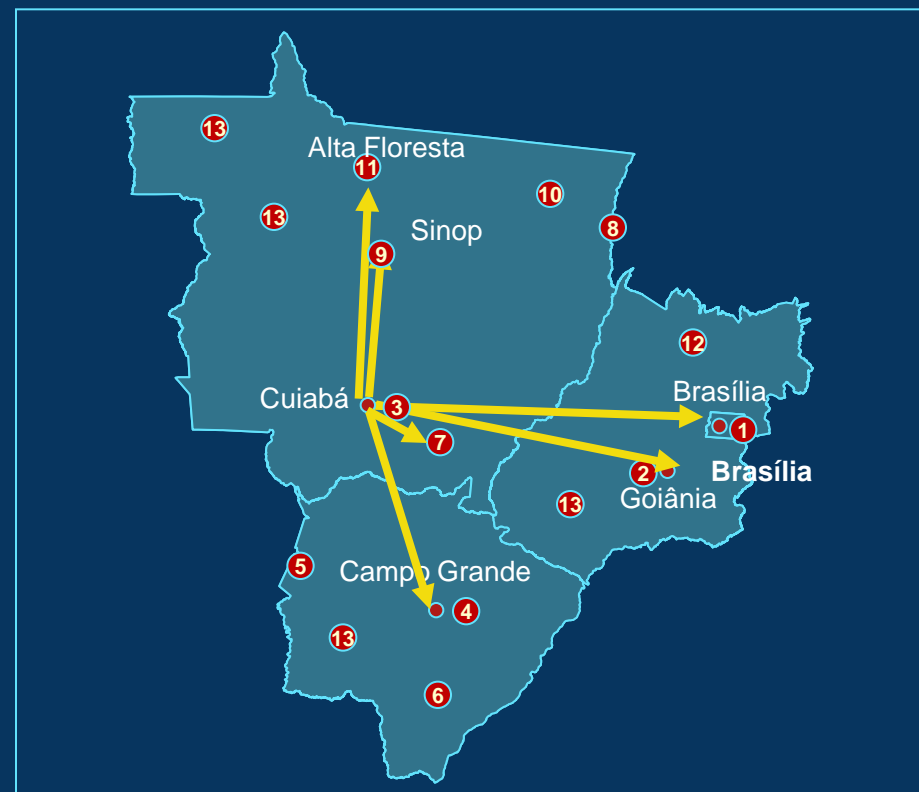 13
Alta Floresta
11
10
13
8
Sinop
9
12
Brasília
Cuiabá
3
1
7
2
Brasília
Goiânia
13
5
Campo Grande
4
13
6